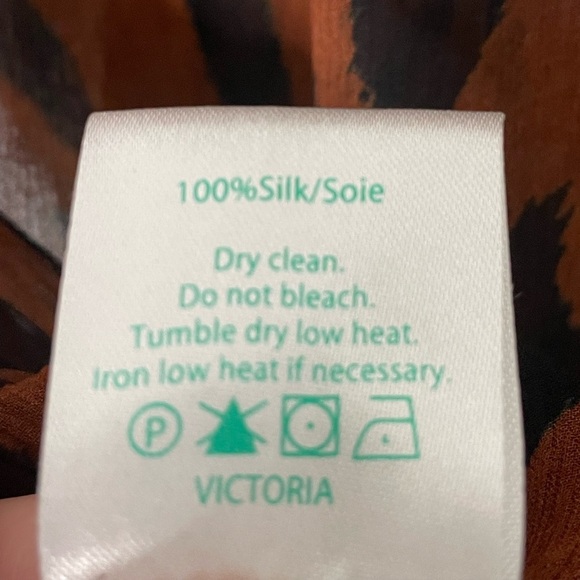 100%Silk/Soie
Dry clean.
Do not bleach.
Tumble dry low heat.
Iron low heat if necessary.
P
VICTORIA